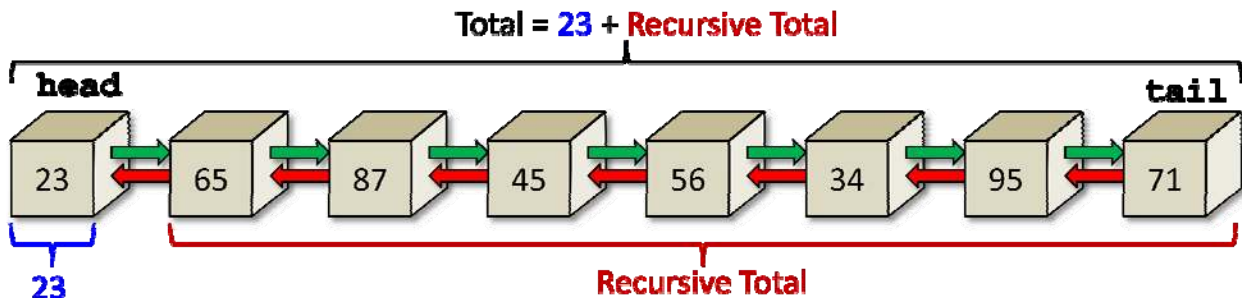 Total = 23 + Recursive Total
head tail
23 65 87 45 56 34 95 71
23 Recursive Total